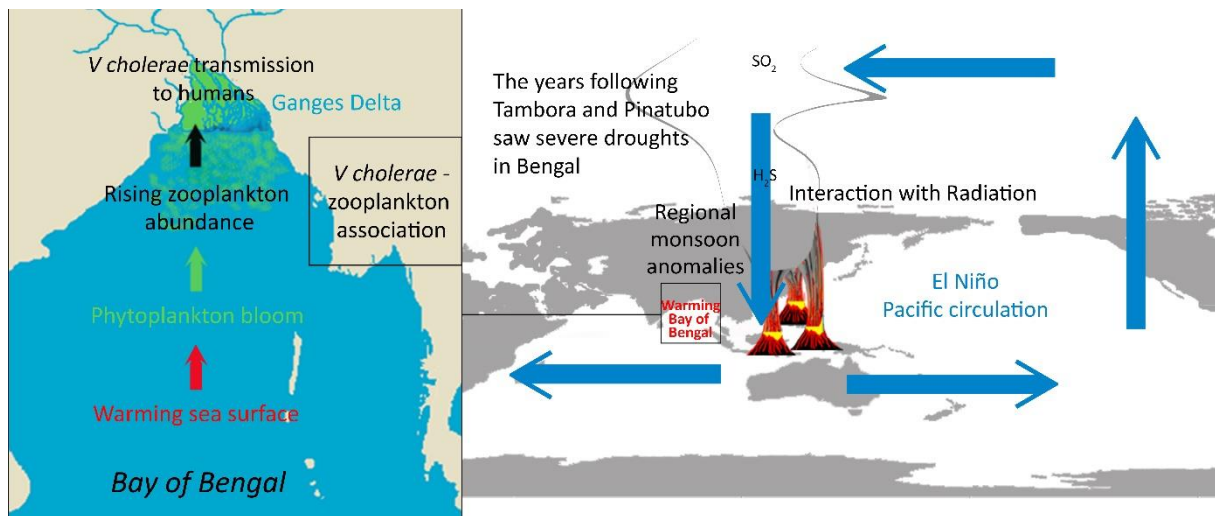 V cholerae transmission
to humans
Ganges Delta
Rising zooplankton
abundance
V cholerae -
zooplankton
association
Phytoplankton bloom
Warming sea surface
Bay of Bengal
The years following
Tambora and Pinatubo
saw severe droughts
in Bengal
SO₂
H₂S
Interaction with Radiation
Regional
monsoon
anomalies
Warming
Bay of
Bengal
El Niño
Pacific circulation